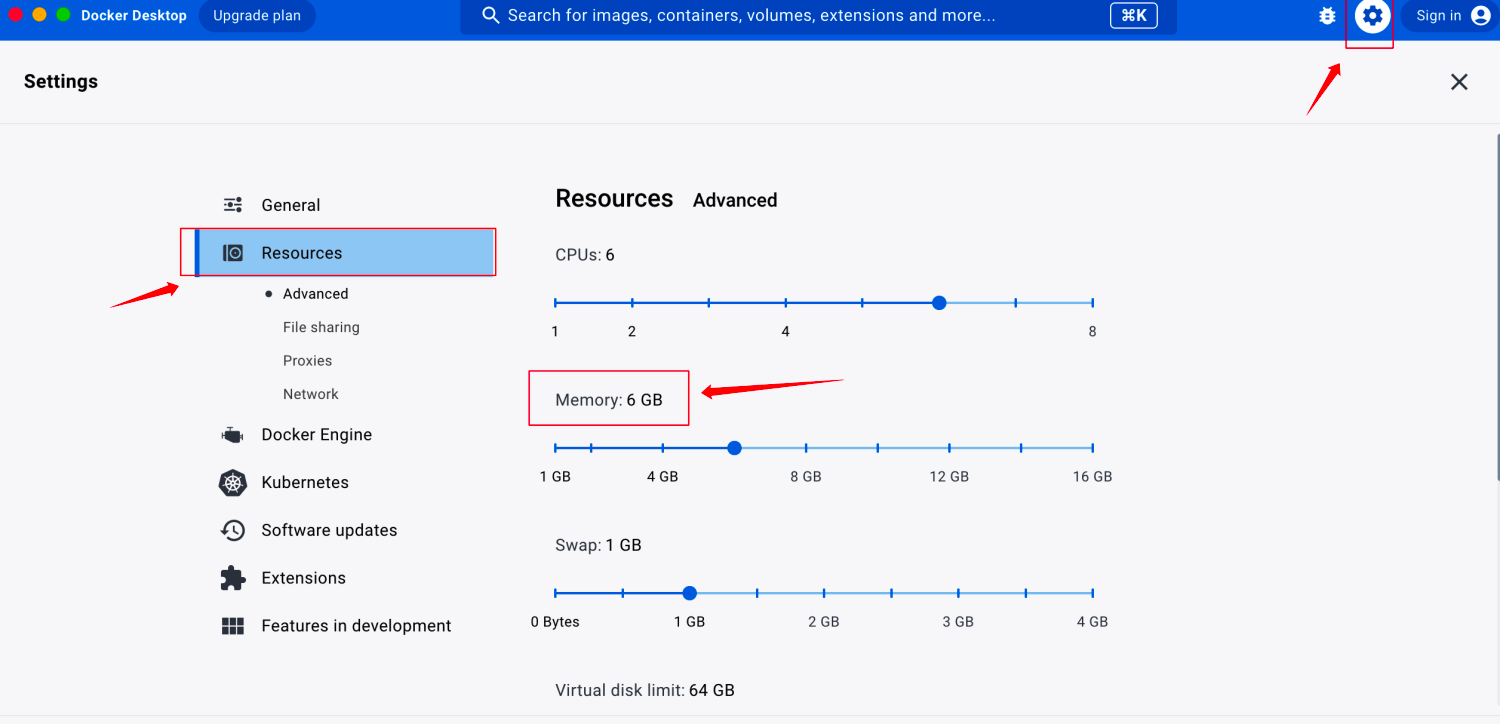 Docker Desktop Upgrade plan Search for images, containers, volumes, extensions and more... ⌘K Sign in
Settings
General
Resources
Advanced
File sharing
Proxies
Network
Docker Engine
Kubernetes
Software updates
Extensions
Features in development
Resources Advanced
CPUs: 6
1 2 4 8
Memory: 6 GB
1 GB 4 GB 8 GB 12 GB 16 GB
Swap: 1 GB
0 Bytes 1 GB 2 GB 3 GB 4 GB
Virtual disk limit: 64 GB